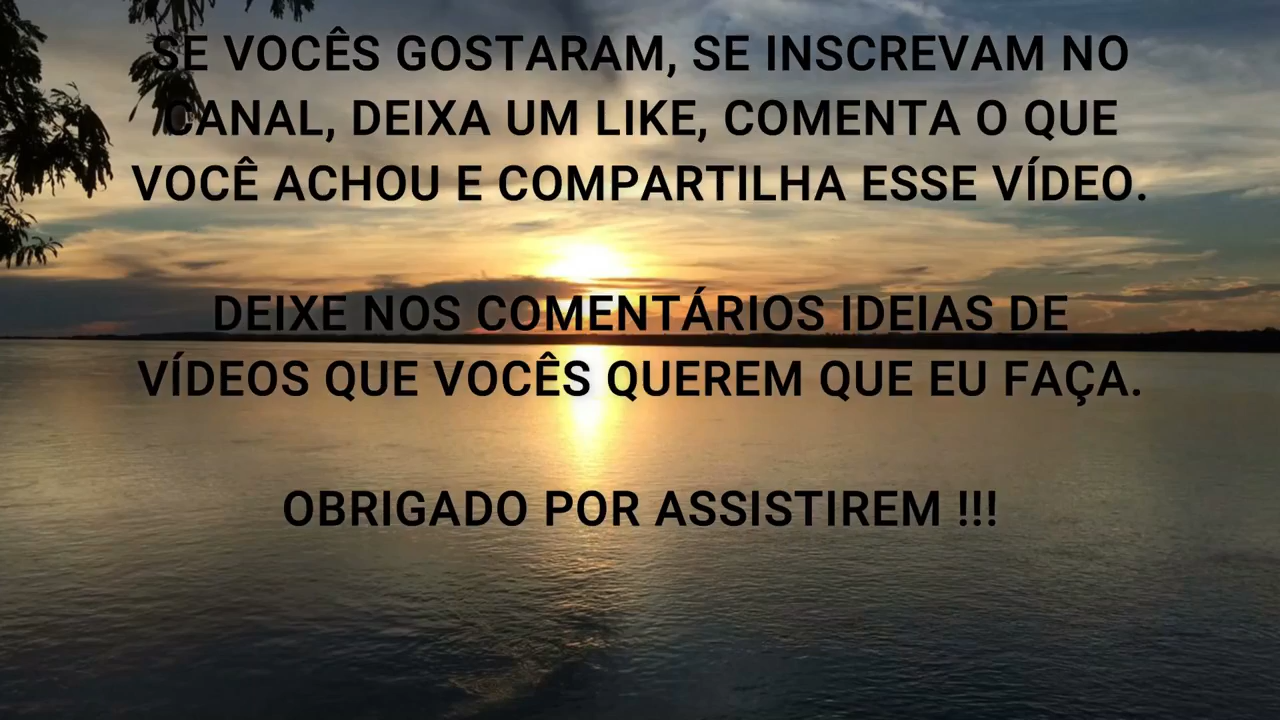 SE VOCÊS GOSTARAM, SE INSCREVAM NO
CANAL, DEIXA UM LIKE, COMENTA O QUE
VOCÊ ACHOU E COMPARTILHA ESSE VÍDEO.
DEIXE NOS COMENTÁRIOS IDEIAS DE
VÍDEOS QUE VOCÊS QUEREM QUE EU FAÇA.
OBRIGADO POR ASSISTIREM !!!